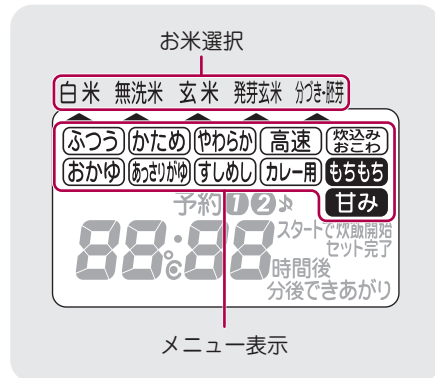 お米選択
白米 無洗米 玄米 発芽玄米 分づき・胚芽
ふつう かため やわらか 高速 炊込みおこわ
おかゆ あっさりがゆ すしめし カレー用 もちもち
甘み
予約❶❷♪
スタートで炊飯開始
セット完了
88:88
℃
時間後
分後できあがり
メニュー表示